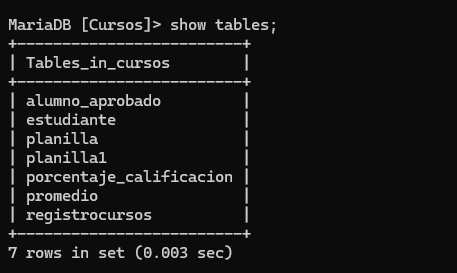 MariaDB [Cursos]> show tables;
+-------------------------+
| Tables_in_cursos        |
+-------------------------+
| alumno_aprobado         |
| estudiante              |
| planilla                |
| planilla1               |
| porcentaje_calificacion |
| promedio                |
| registrocursos          |
+-------------------------+
7 rows in set (0.003 sec)